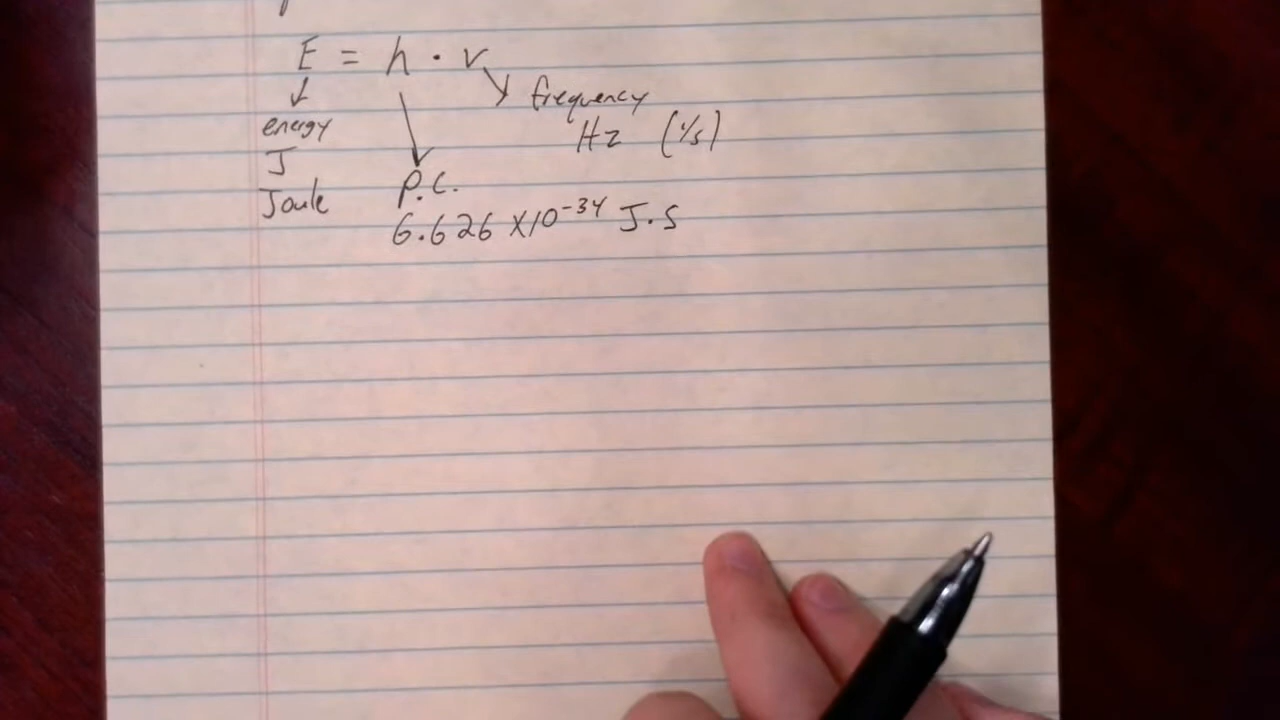 E = h · ν
frequency
energy
Hz (1/s)
J
P.C.
Joule
6.626 X10⁻³⁴ J.S